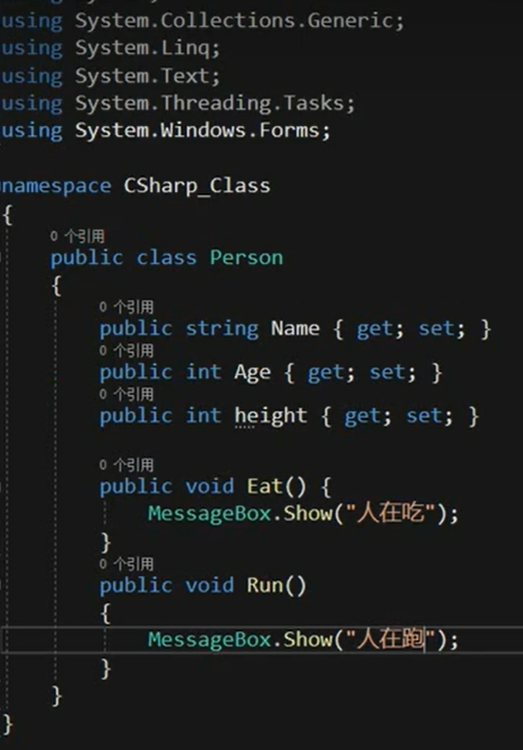 using System.Collections.Generic;
using System.Linq;
using System.Text;
using System.Threading.Tasks;
using System.Windows.Forms;
namespace CSharp_Class
{
0 个引用
public class Person
{
0 个引用
public string Name { get; set; }
0 个引用
public int Age { get; set; }
0 个引用
public int height { get; set; }
0 个引用
public void Eat() {
MessageBox.Show("人在吃");
}
0 个引用
public void Run()
{
MessageBox.Show("人在跑");
}
}
}